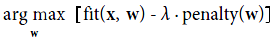 arg max [fit(x, w) - λ · penalty(w)]
w